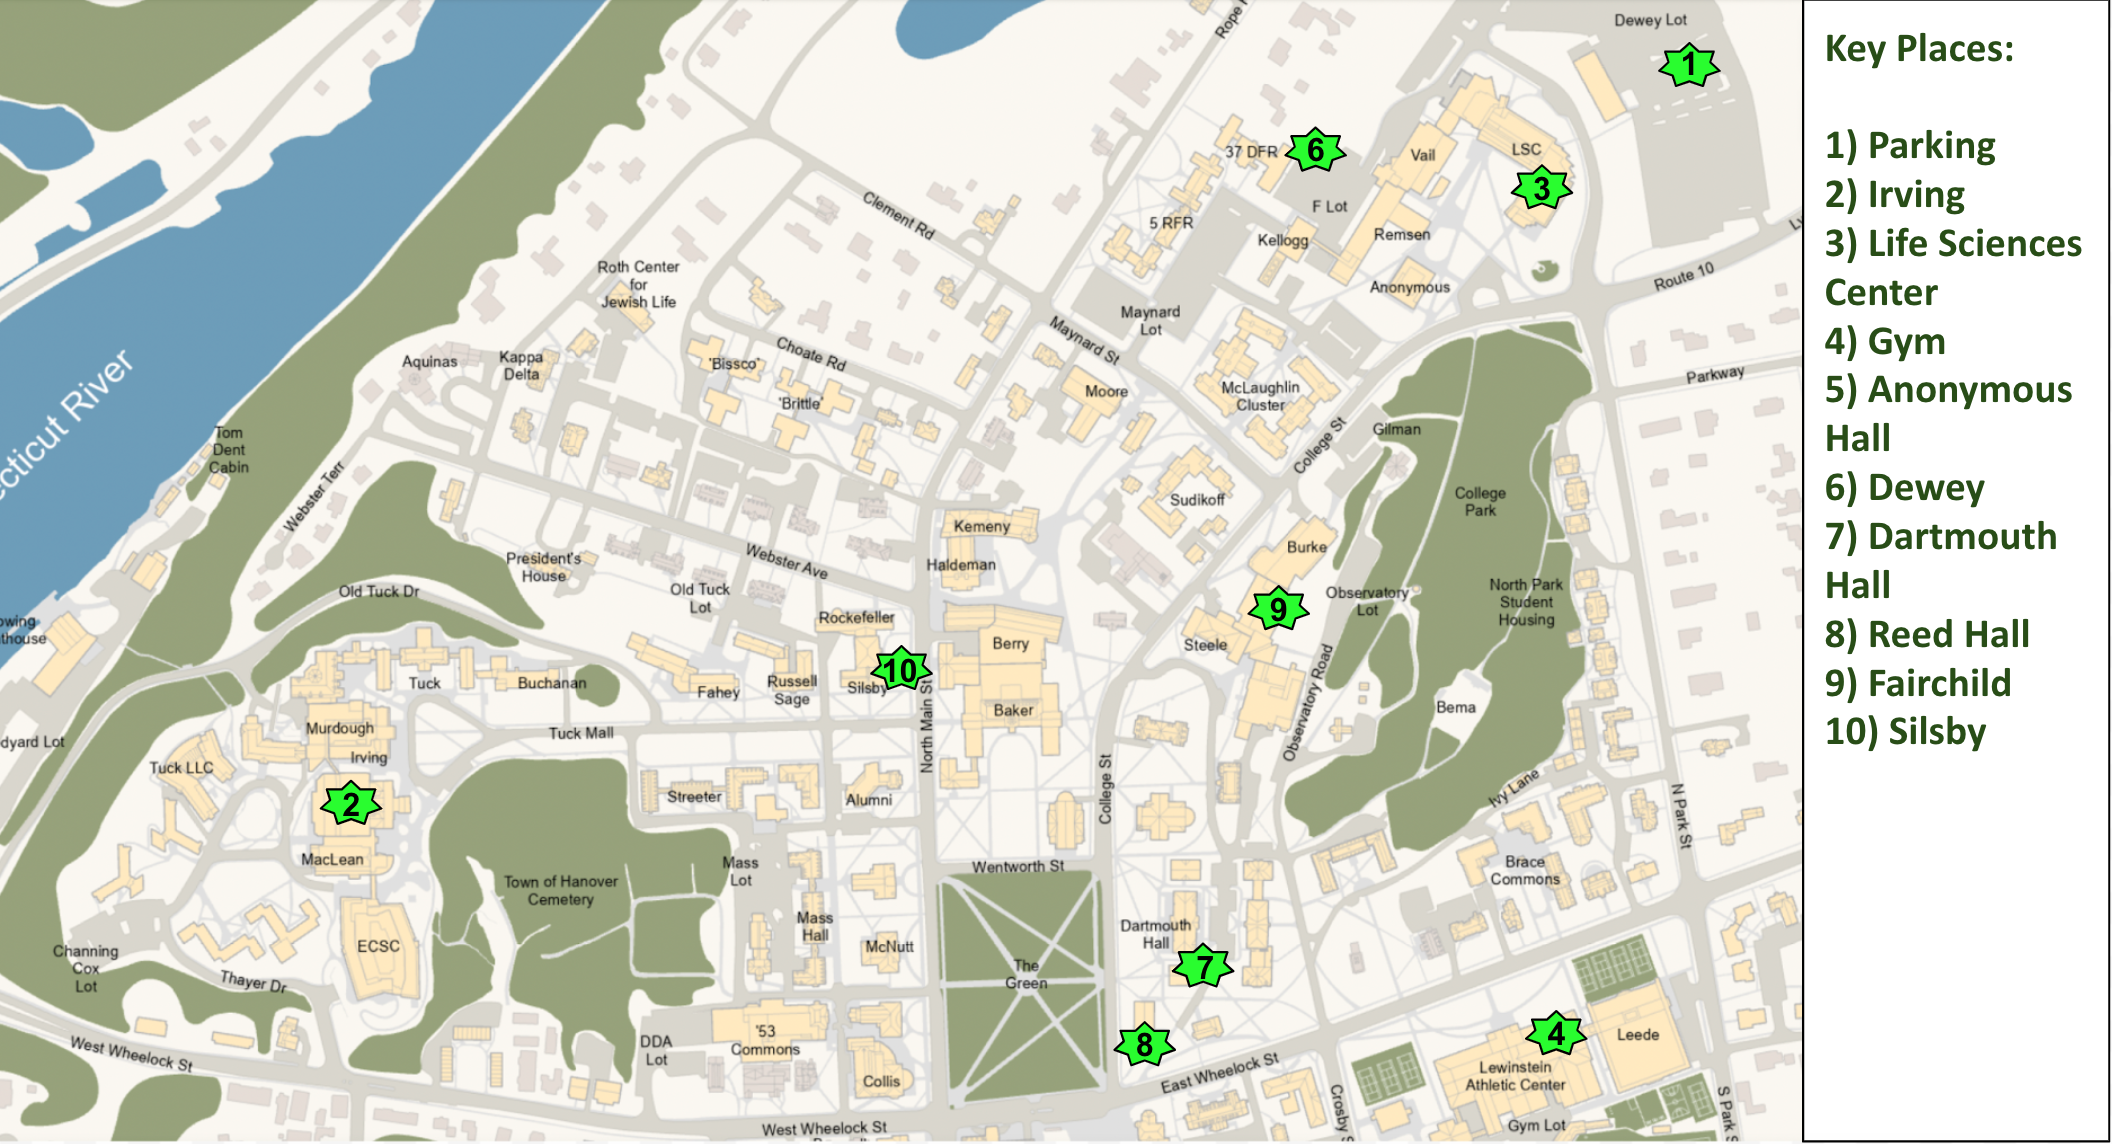 Dewey Lot
1
Rope
37 DFR
6
Vail
LSC
3
5 RFR
F Lot
Kellogg
Remsen
Anonymous
Clement Rd
Route 10
Roth Center
for
Jewish Life
Maynard
Lot
Maynard St
Aquinas
Kappa
Delta
'Bissco'
Choate Rd
'Brittle'
Moore
McLaughlin
Cluster
College St
Gilman
Parkway
ecticut River
Tom
Dent
Cabin
Webster Terr
Sudikoff
College
Park
Kemeny
Haldeman
Burke
President's
House
Webster Ave
Old Tuck Dr
Old Tuck
Lot
Rockefeller
Observatory
Lot
9
North Park
Student
Housing
owing
thouse
Berry
Steele
10
Silsby
Tuck
Buchanan
Fahey
Russell
Sage
Baker
Observatory Road
Bema
Murdough
Irving
Tuck Mall
North Main St
dyard Lot
Tuck LLC
2
Streeter
Alumni
College St
Ivy Lane
N Park St
MacLean
Mass
Lot
Wentworth St
Brace
Commons
Town of Hanover
Cemetery
Mass
Hall
Dartmouth
Hall
ECSC
McNutt
Channing
Cox
Lot
Thayer Dr
The
Green
7
8
4
Leede
'53
Commons
DDA
Lot
West Wheelock St
East Wheelock St
Lewinstein
Athletic Center
Collis
Crosby S
S Park S
West Wheelock St
Gym Lot
Key Places:
1) Parking
2) Irving
3) Life Sciences
Center
4) Gym
5) Anonymous
Hall
6) Dewey
7) Dartmouth
Hall
8) Reed Hall
9) Fairchild
10) Silsby